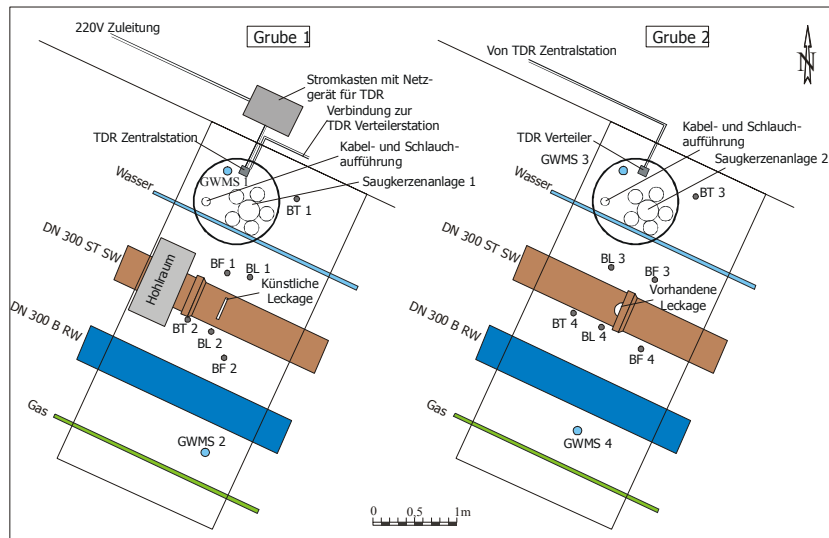 220V Zuleitung
Grube 1
Stromkasten mit Netz-
gerät für TDR
Verbindung zur
TDR Verteilerstation
TDR Zentralstation
Kabel- und Schlauch-
aufführung
GWMS 1
Saugkerzenanlage 1
Wasser
BT 1
DN 300 ST SW
Hohlraum
BF 1
BL 1
Künstliche
Leckage
BT 2
BL 2
BF 2
DN 300 B RW
Gas
GWMS 2
Grube 2
Von TDR Zentralstation
N
Kabel- und Schlauch-
aufführung
TDR Verteiler
GWMS 3
Saugkerzenanlage 2
Wasser
BT 3
DN 300 ST SW
BL 3
BF 3
Vorhandene
Leckage
BT 4
BL 4
BF 4
DN 300 B RW
Gas
GWMS 4
0
0.5
1m